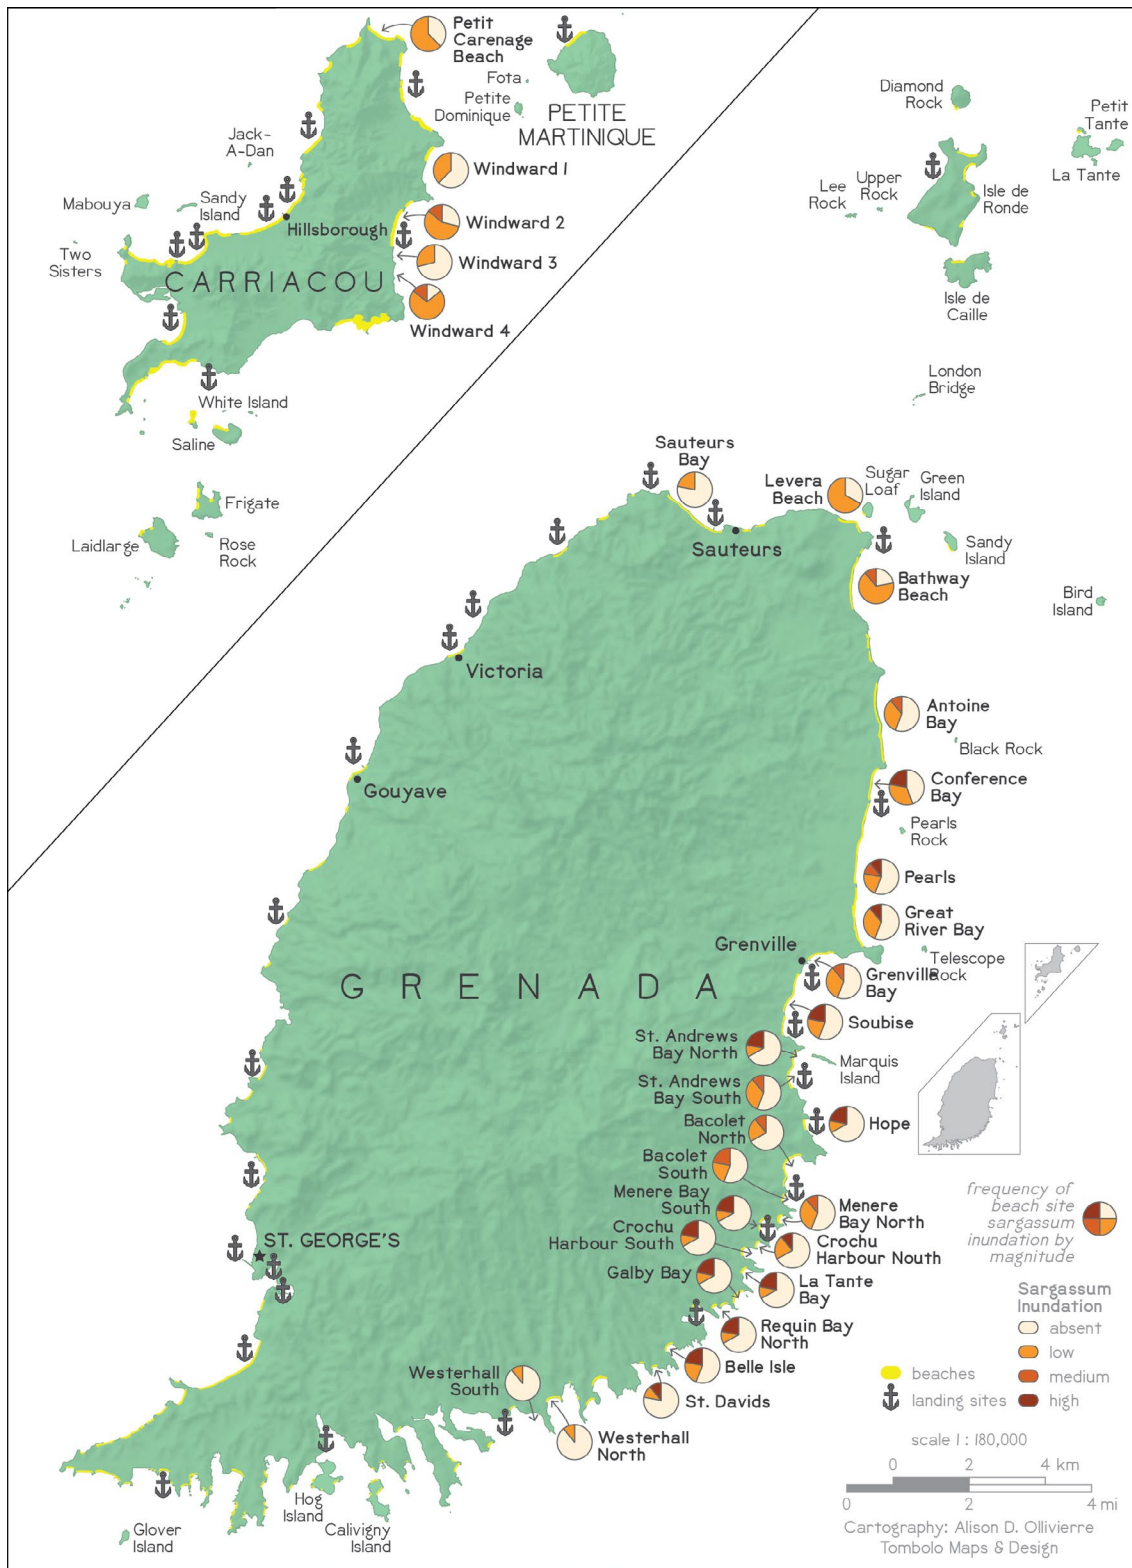 Petit
Carenage
Beach
Fota
Petite
Dominique
PETITE
MARTINIQUE
Jack-
A-Dan
Windward 1
Mabouya
Sandy
Island
Hillsborough
Windward 2
Two
Sisters
Windward 3
CARRIACOU
Windward 4
White Island
Saline
Frigate
Laidlarge
Rose
Rock
Diamond
Rock
Petit
Tante
La Tante
Lee
Rock
Upper
Rock
Isle de
Ronde
Isle de
Caille
London
Bridge
Sauteurs
Bay
Levera
Beach
Sugar
Loaf
Green
Island
Sauteurs
Sandy
Island
Bathway
Beach
Bird
Island
Victoria
Antoine
Bay
Black Rock
Gouyave
Conference
Bay
Pearls
Rock
Pearls
Great
River Bay
Grenville
Telescope
Rock
GRENADA
Grenville
Bay
Soubise
St. Andrews
Bay North
Marquis
Island
St. Andrews
Bay South
Bacolet
North
Hope
Bacolet
South
Menere Bay
South
Menere
Bay North
Crochu
Harbour South
Crochu
Harbour Nouth
ST. GEORGE'S
Galby Bay
La Tante
Bay
Requin Bay
North
Belle Isle
Westerhall
South
St. Davids
Westerhall
North
Hog
Island
Calivigny
Island
Glover
Island
frequency of
beach site
sargassum
inundation by
magnitude
Sargassum
Inundation
absent
low
medium
high
beaches
landing sites
scale 1 : 180,000
0 2 4 km
0 2 4 mi
Cartography: Alison D. Ollivierre
Tombolo Maps & Design